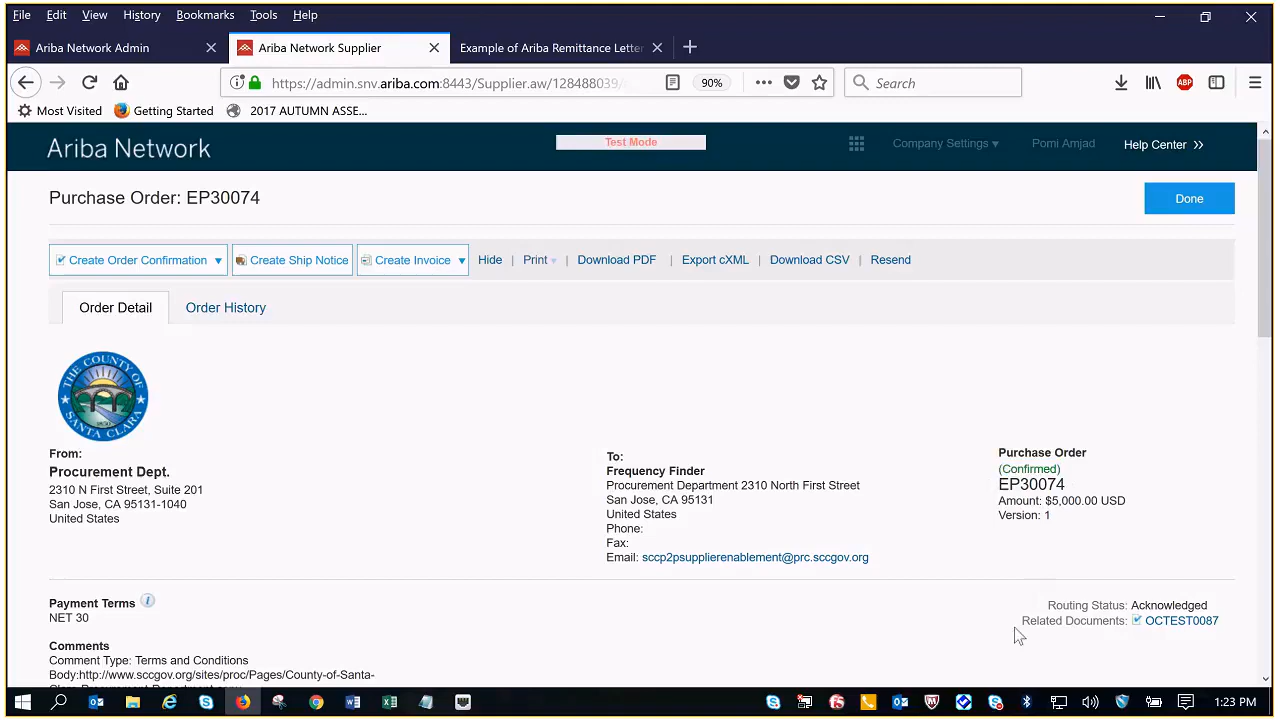 File Edit View History Bookmarks Tools Help
Ariba Network Admin Ariba Network Supplier Example of Ariba Remittance Letter
https://admin.snv.ariba.com:8443/Supplier.aw/128488039/ 90% Search
Most Visited Getting Started 2017 AUTUMN ASSE...
Ariba Network Test Mode Company Settings Pomi Amjad Help Center >>
Purchase Order: EP30074 Done
Create Order Confirmation Create Ship Notice Create Invoice Hide | Print | Download PDF | Export cXML | Download CSV | Resend
Order Detail Order History
THE COUNTY OF SANTA CLARA
1850
From:
Procurement Dept.
2310 N First Street, Suite 201
San Jose, CA 95131-1040
United States
To:
Frequency Finder
Procurement Department 2310 North First Street
San Jose, CA 95131
United States
Phone:
Fax:
Email: sccp2psupplierenablement@prc.sccgov.org
Purchase Order
(Confirmed)
EP30074
Amount: $5,000.00 USD
Version: 1
Payment Terms
NET 30
Routing Status: Acknowledged
Related Documents: OCTEST0087
Comments
Comment Type: Terms and Conditions
Body:http://www.sccgov.org/sites/proc/Pages/County-of-Santa-
1:23 PM